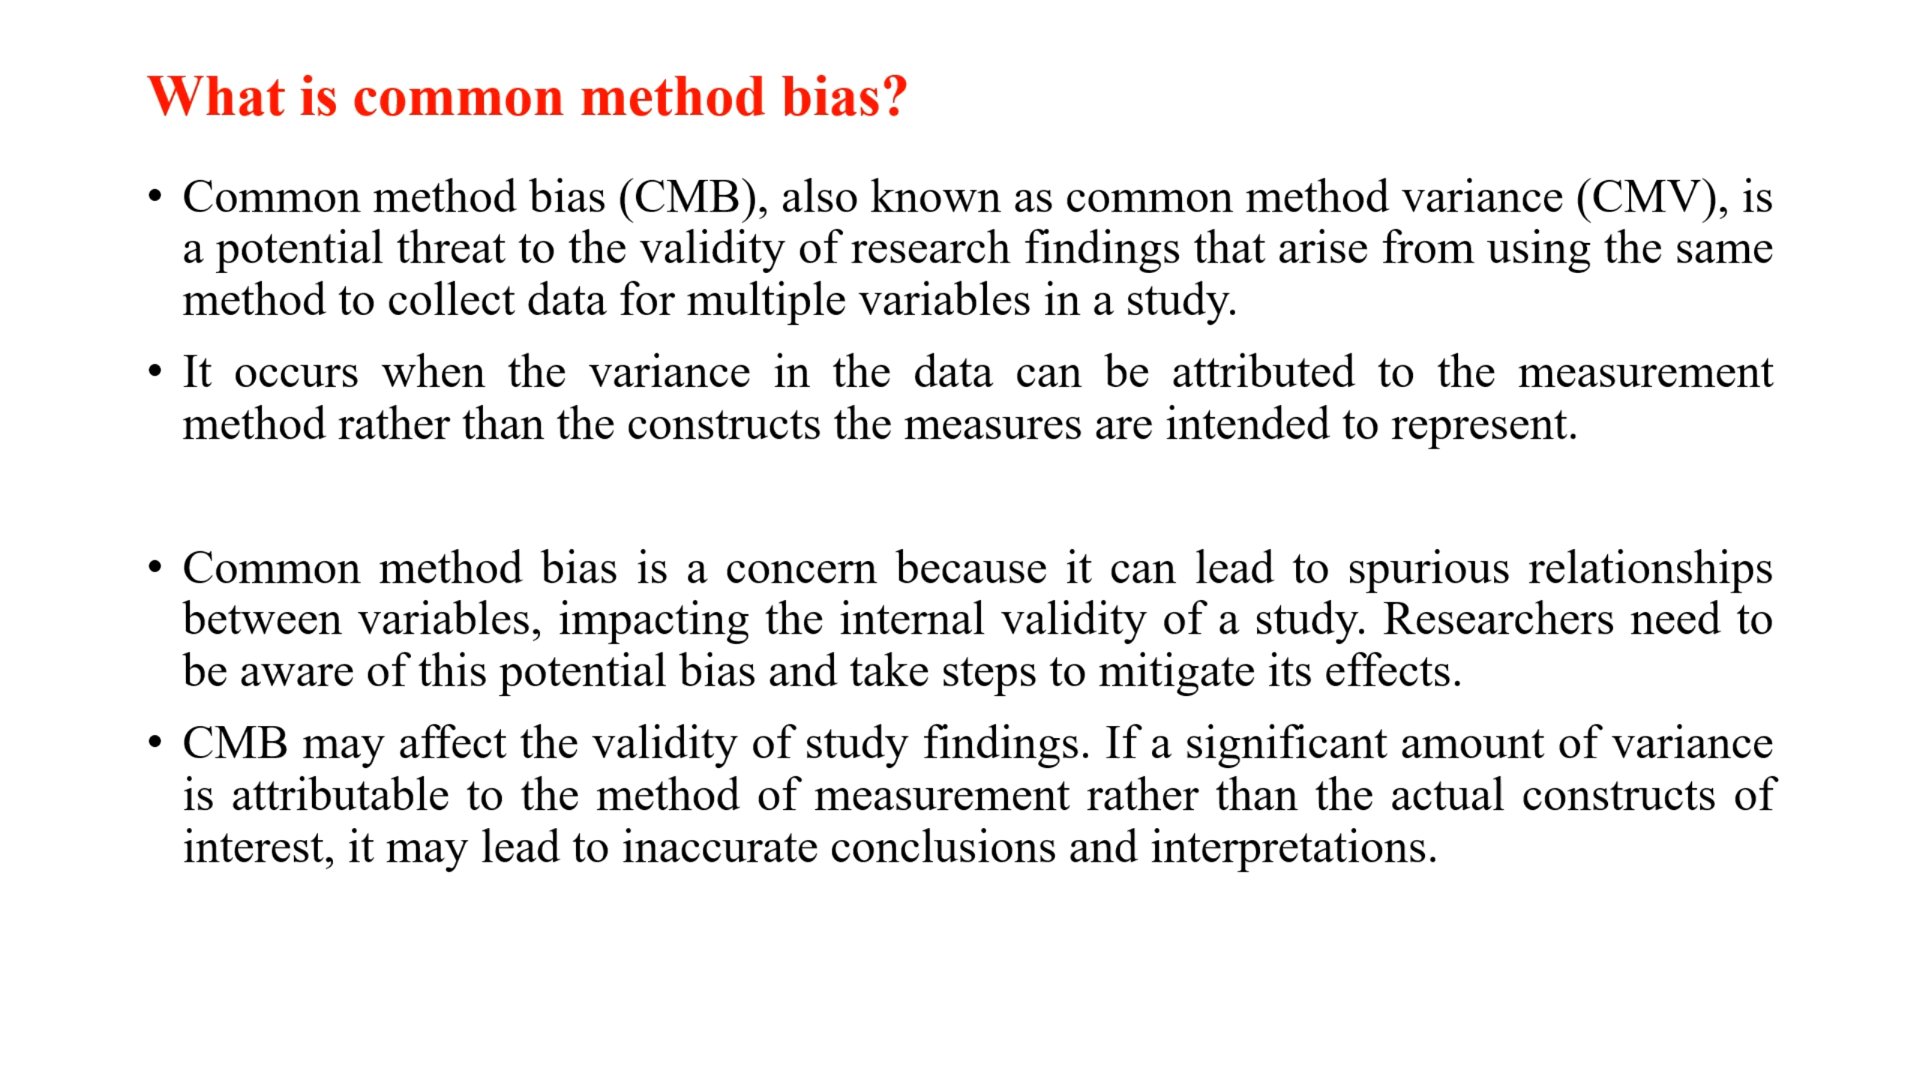 What is common method bias?
• Common method bias (CMB), also known as common method variance (CMV), is
a potential threat to the validity of research findings that arise from using the same
method to collect data for multiple variables in a study.
• It occurs when the variance in the data can be attributed to the measurement
method rather than the constructs the measures are intended to represent.
• Common method bias is a concern because it can lead to spurious relationships
between variables, impacting the internal validity of a study. Researchers need to
be aware of this potential bias and take steps to mitigate its effects.
• CMB may affect the validity of study findings. If a significant amount of variance
is attributable to the method of measurement rather than the actual constructs of
interest, it may lead to inaccurate conclusions and interpretations.